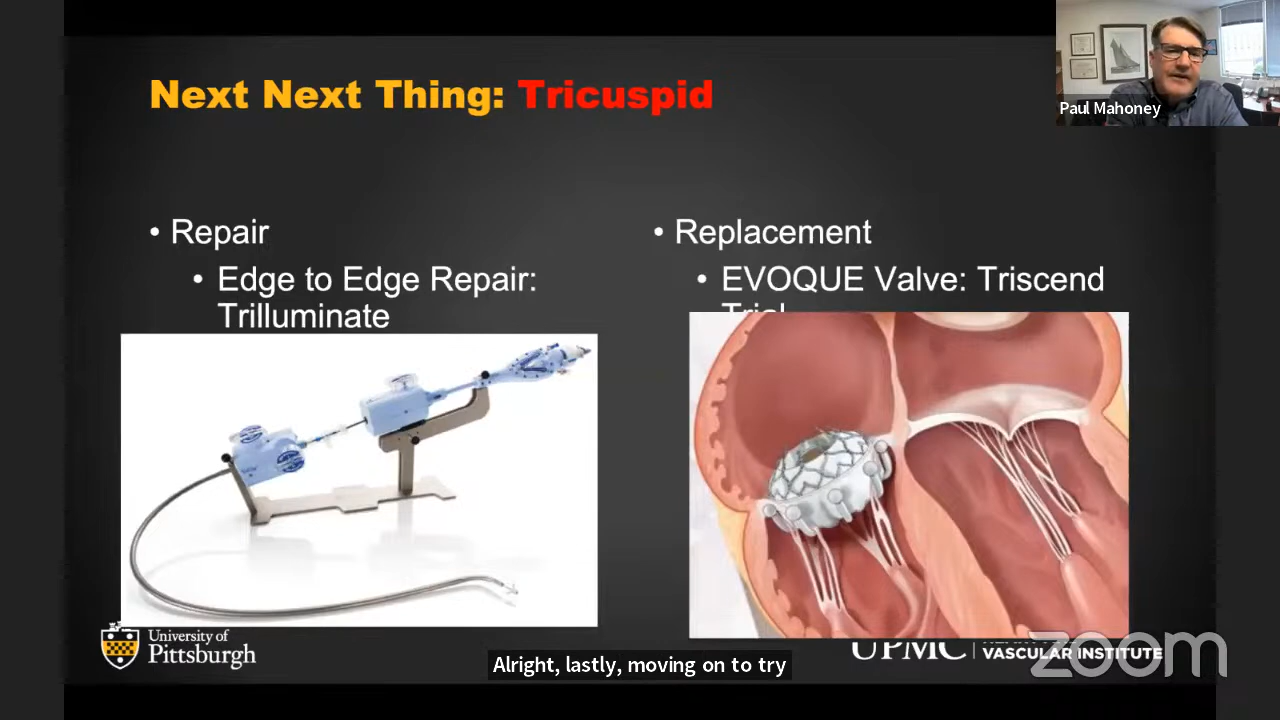 Next Next Thing: Tricuspid
Paul Mahoney
• Repair
• Edge to Edge Repair:
Trilluminate
• Replacement
• EVOQUE Valve: Triscend
Trial
University of
Pittsburgh
Alright, lastly, moving on to try
UPMC
VASCULAR INSTITUTE
zoom